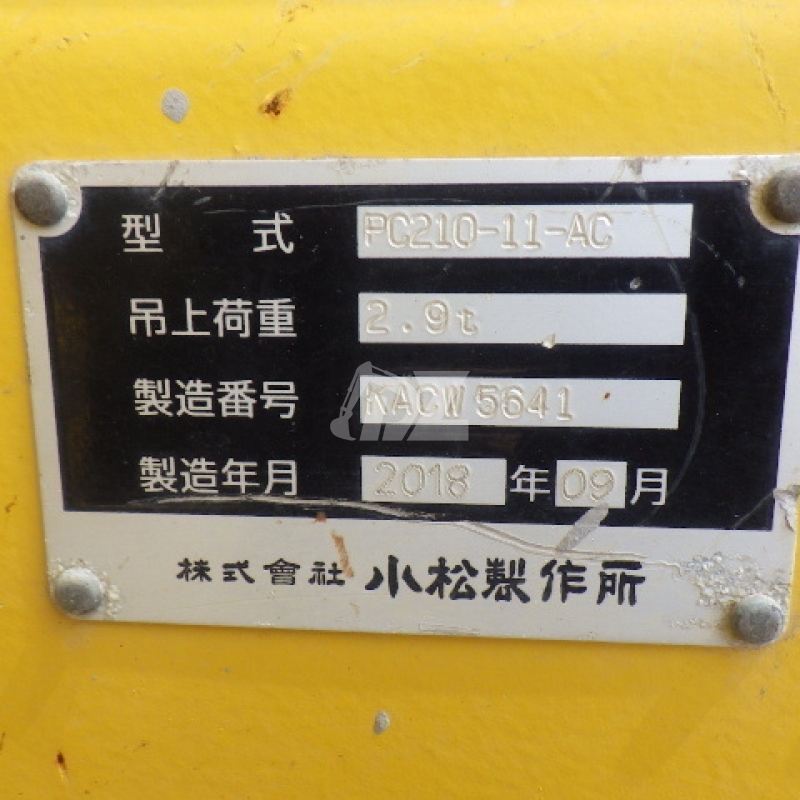 型 式 PC210-11-AC
吊上荷重 2.9t
製造番号 KACW5641
製造年月 2018 年 09 月
株式會社 小松製作所